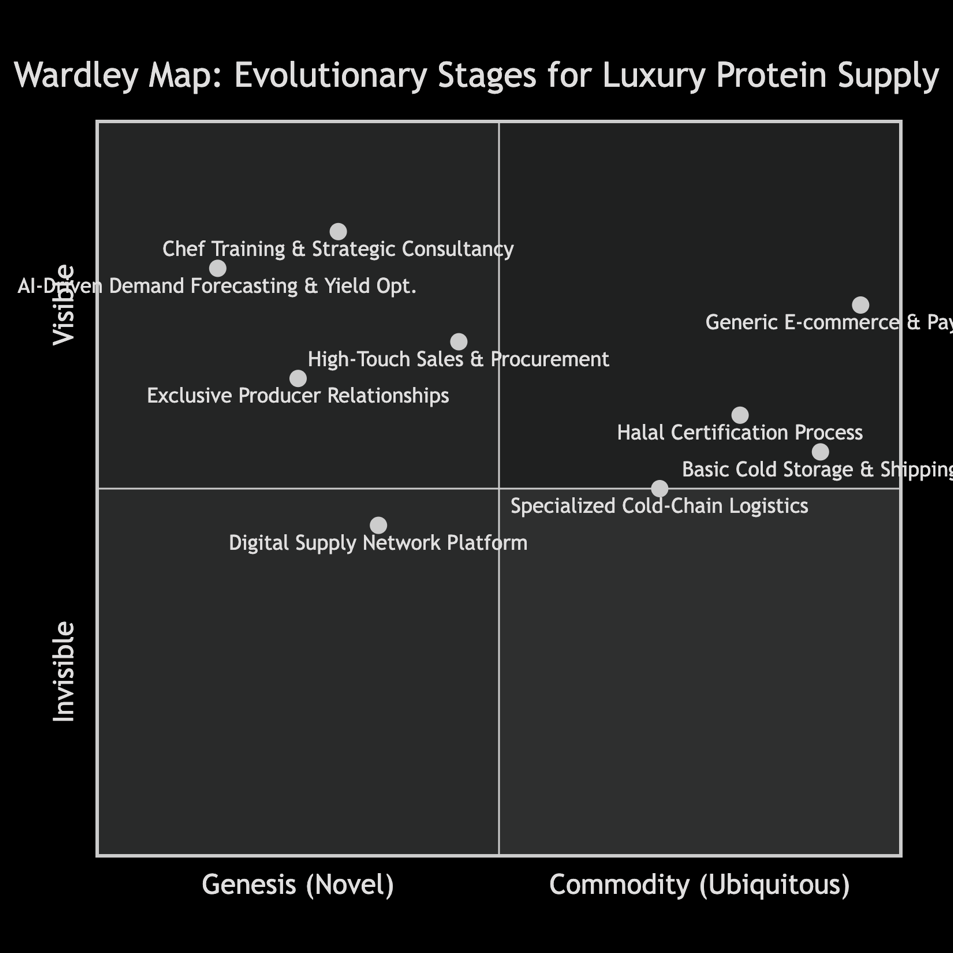 Wardley Map: Evolutionary Stages for Luxury Protein Supply
Chef Training & Strategic Consultancy
AI-Driven Demand Forecasting & Yield Opt.
Visible
Generic E-commerce & Pay
High-Touch Sales & Procurement
Exclusive Producer Relationships
Halal Certification Process
Basic Cold Storage & Shipping
Specialized Cold-Chain Logistics
Digital Supply Network Platform
Invisible
Genesis (Novel)
Commodity (Ubiquitous)